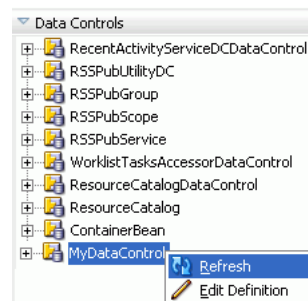 Data Controls
RecentActivityServiceDCDataControl
RSSPubUtilityDC
RSSPubGroup
RSSPubScope
RSSPubService
WorklistTasksAccessorDataControl
ResourceCatalogDataControl
ResourceCatalog
ContainerBean
MyDataControl
Refresh
Edit Definition